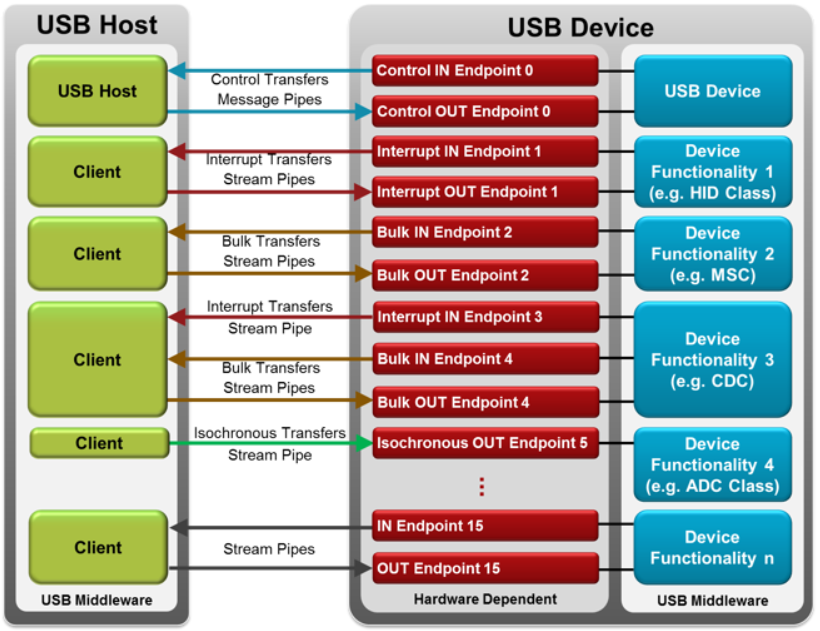 USB Host
USB Device
USB Host
Control Transfers
Message Pipes
Control IN Endpoint 0
Control OUT Endpoint 0
USB Device
Client
Interrupt Transfers
Stream Pipes
Interrupt IN Endpoint 1
Interrupt OUT Endpoint 1
Device
Functionality 1
(e.g. HID Class)
Client
Bulk Transfers
Stream Pipes
Bulk IN Endpoint 2
Bulk OUT Endpoint 2
Device
Functionality 2
(e.g. MSC)
Client
Interrupt Transfers
Stream Pipe
Bulk Transfers
Stream Pipes
Interrupt IN Endpoint 3
Bulk IN Endpoint 4
Bulk OUT Endpoint 4
Device
Functionality 3
(e.g. CDC)
Client
Isochronous Transfers
Stream Pipe
Isochronous OUT Endpoint 5
Device
Functionality 4
(e.g. ADC Class)
Client
Stream Pipes
IN Endpoint 15
OUT Endpoint 15
Device
Functionality n
USB Middleware
Hardware Dependent
USB Middleware